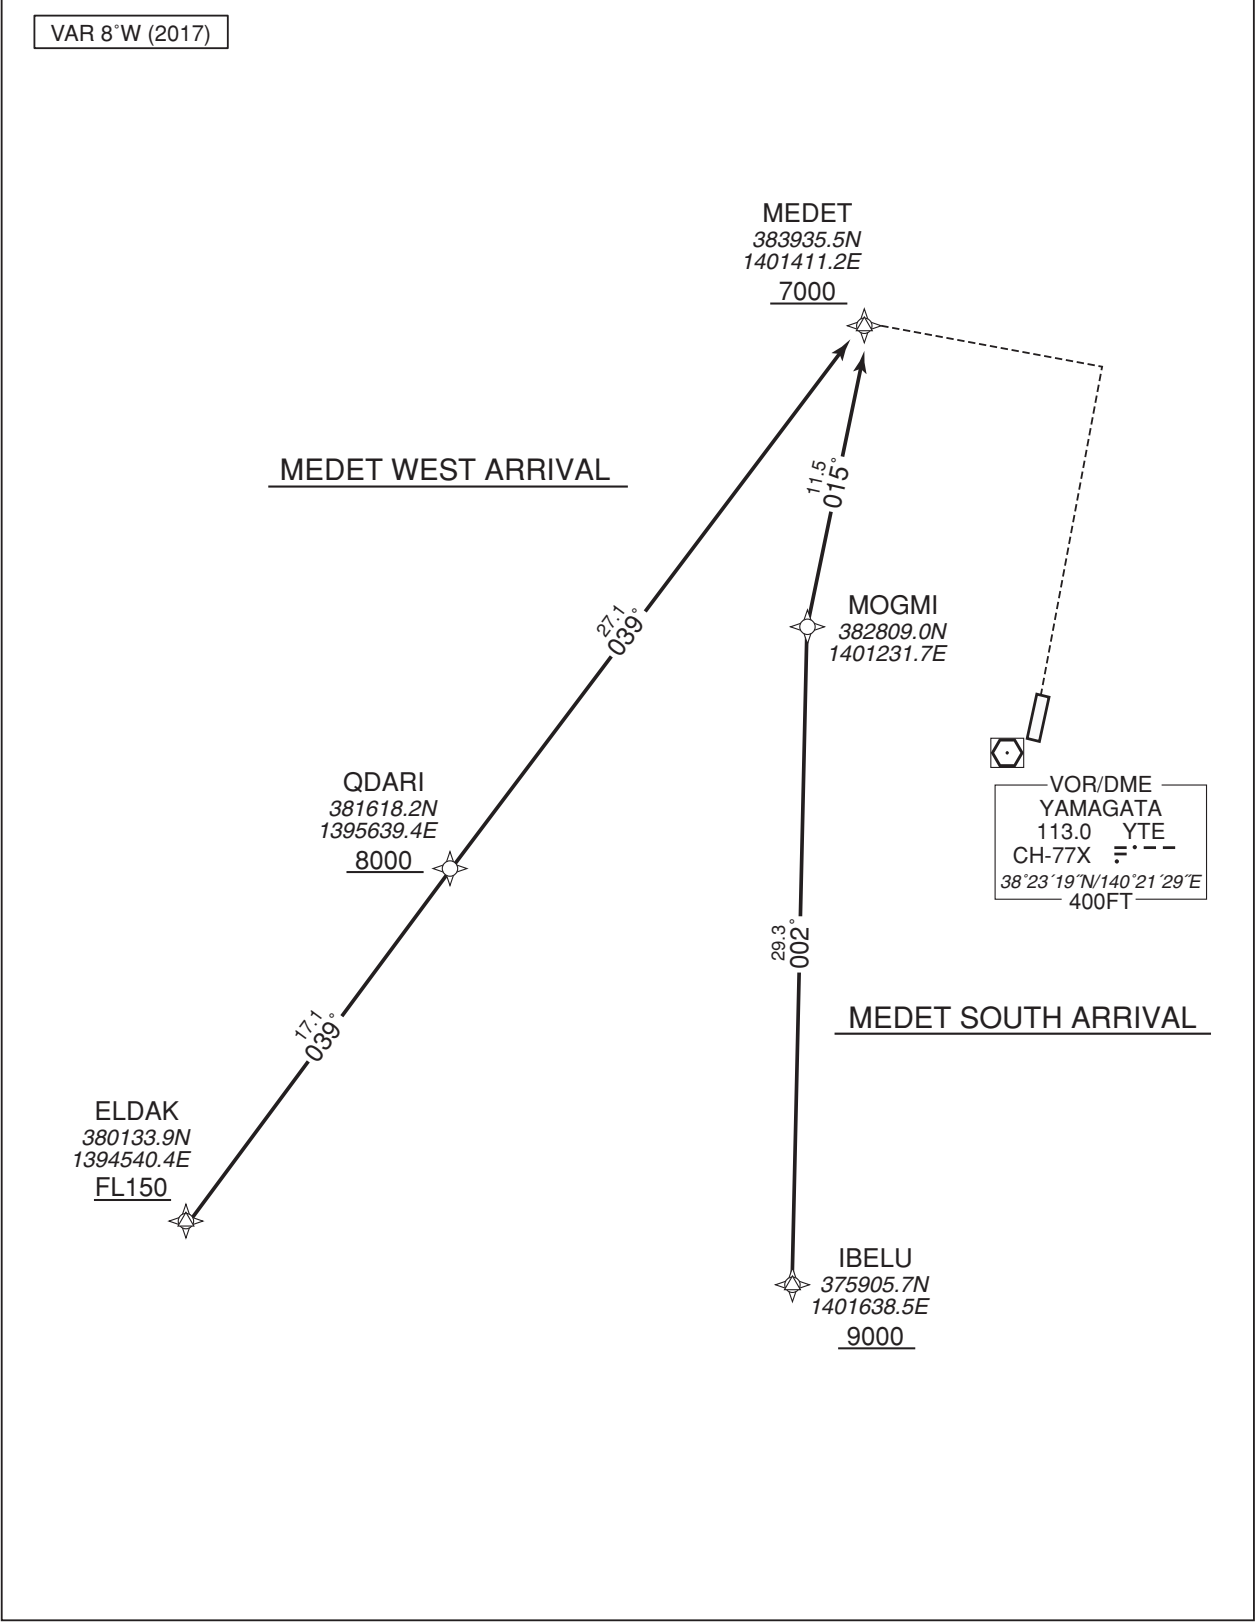 VAR 8°W (2017)
MEDET
383935.5N
1401411.2E
7000
MEDET WEST ARRIVAL
11.5
015°
27.1
039°
MOGMI
382809.0N
1401231.7E
QDARI
381618.2N
1395639.4E
8000
VOR/DME
YAMAGATA
113.0 YTE
CH-77X
38°23´19˝N/140°21´29˝E
400FT
29.3
002°
MEDET SOUTH ARRIVAL
17.1
039°
ELDAK
380133.9N
1394540.4E
FL150
IBELU
375905.7N
1401638.5E
9000